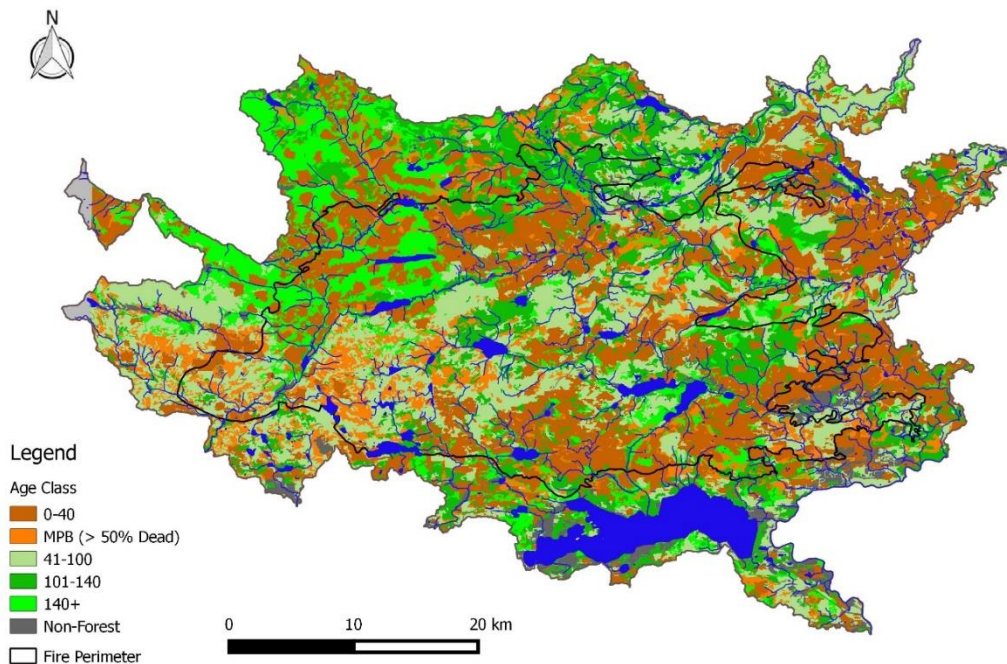 N
Legend
Age Class
0-40
MPB (> 50% Dead)
41-100
101-140
140+
Non-Forest
Fire Perimeter
0 10 20 km